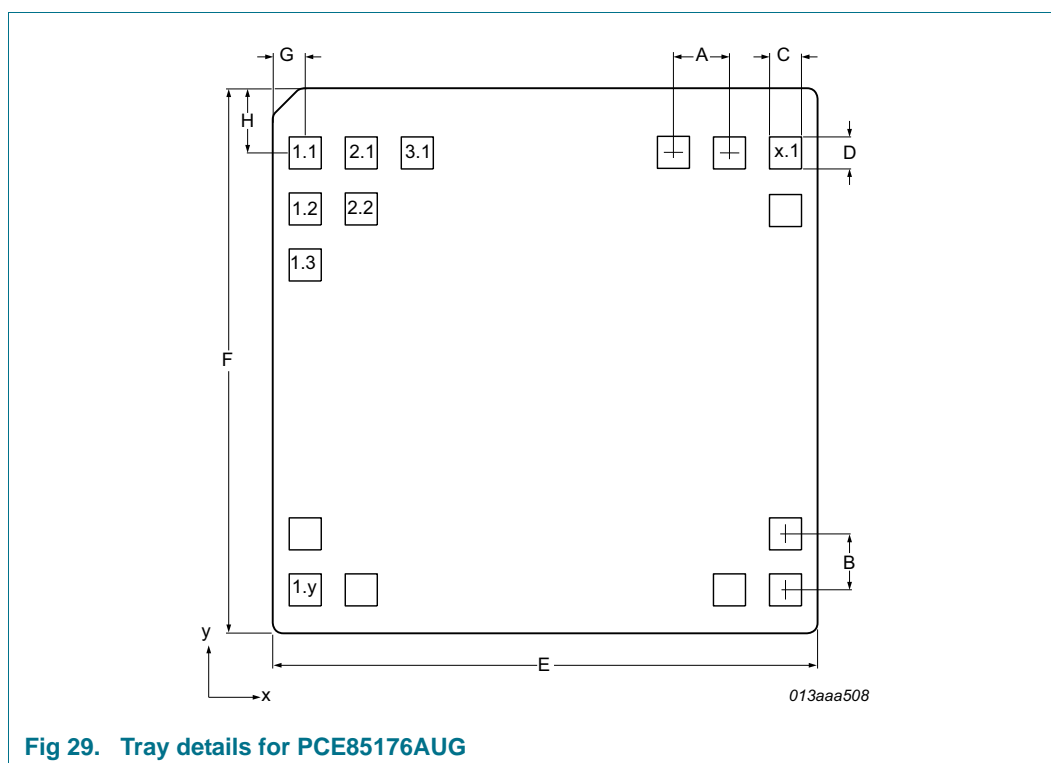 G
A
C
H
1.1
2.1
3.1
x.1
D
1.2
2.2
1.3
F
B
1.y
y
E
x
013aaa508
Fig 29. Tray details for PCE85176AUG